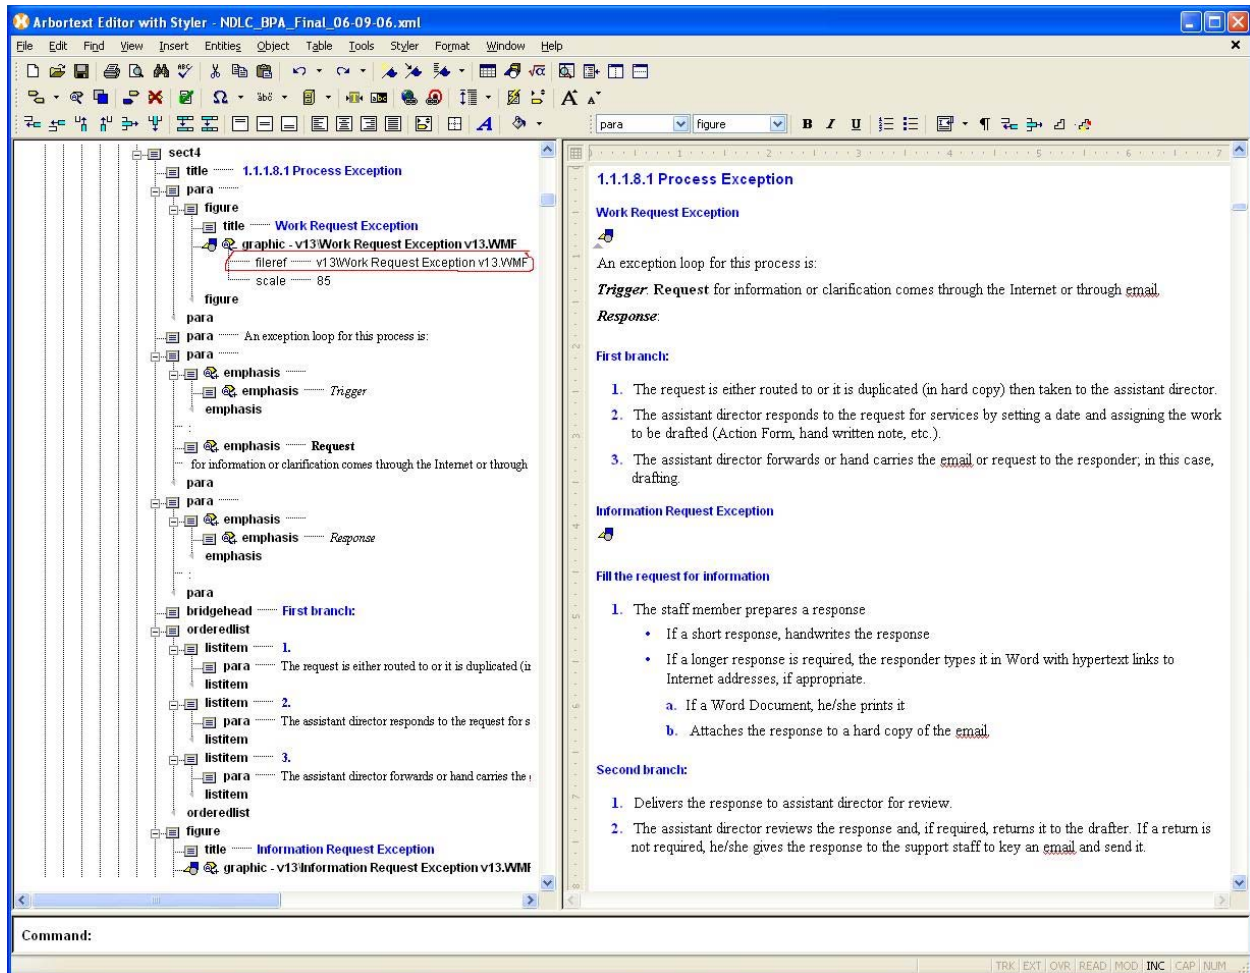 Arbortext Editor with Styler - NDLC_BPA_Final_06-09-06.xml
File Edit Find View Insert Entities Object Table Tools Styler Format Window Help
para figure B I U
sect4
title 1.1.1.8.1 Process Exception
para
figure
title Work Request Exception
graphic - v13\Work Request Exception v13.WMF
fileref v13\Work Request Exception v13.WMF
scale 85
figure
para
para An exception loop for this process is:
para
emphasis
emphasis Trigger
emphasis
:
emphasis Request
for information or clarification comes through the Internet or through
para
para
emphasis
emphasis Response
emphasis
:
para
bridgehead First branch:
orderedlist
listitem 1.
para The request is either routed to or it is duplicated (in
listitem
listitem 2.
para The assistant director responds to the request for s
listitem
listitem 3.
para The assistant director forwards or hand carries the
listitem
orderedlist
figure
title Information Request Exception
graphic - v13\Information Request Exception v13.WMF
1 2 3 4 5 6 7
1.1.1.8.1 Process Exception
Work Request Exception
An exception loop for this process is:
Trigger: Request for information or clarification comes through the Internet or through email.
Response:
First branch:
1. The request is either routed to or it is duplicated (in hard copy) then taken to the assistant director.
2. The assistant director responds to the request for services by setting a date and assigning the work
to be drafted (Action Form, hand written note, etc.).
3. The assistant director forwards or hand carries the email or request to the responder; in this case,
drafting.
Information Request Exception
Fill the request for information
1. The staff member prepares a response
• If a short response, handwrites the response
• If a longer response is required, the responder types it in Word with hypertext links to
Internet addresses, if appropriate.
a. If a Word Document, he/she prints it
b. Attaches the response to a hard copy of the email.
Second branch:
1. Delivers the response to assistant director for review.
2. The assistant director reviews the response and, if required, returns it to the drafter. If a return is
not required, he/she gives the response to the support staff to key an email and send it.
Command:
TRK EXT OVR READ MOD INC CAP NUM